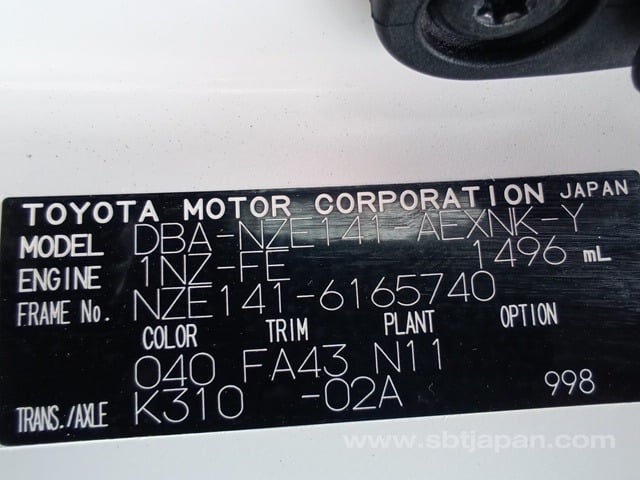 TOYOTA MOTOR CORPORATION JAPAN
MODEL DBA-NZE141-AEXNK-Y
ENGINE 1NZ-FE 1496 mL
FRAME No. NZE141-6165740
COLOR TRIM PLANT OPTION
040 FA43 N11
TRANS./AXLE K310 -02A 998
www.sbtjapan.com